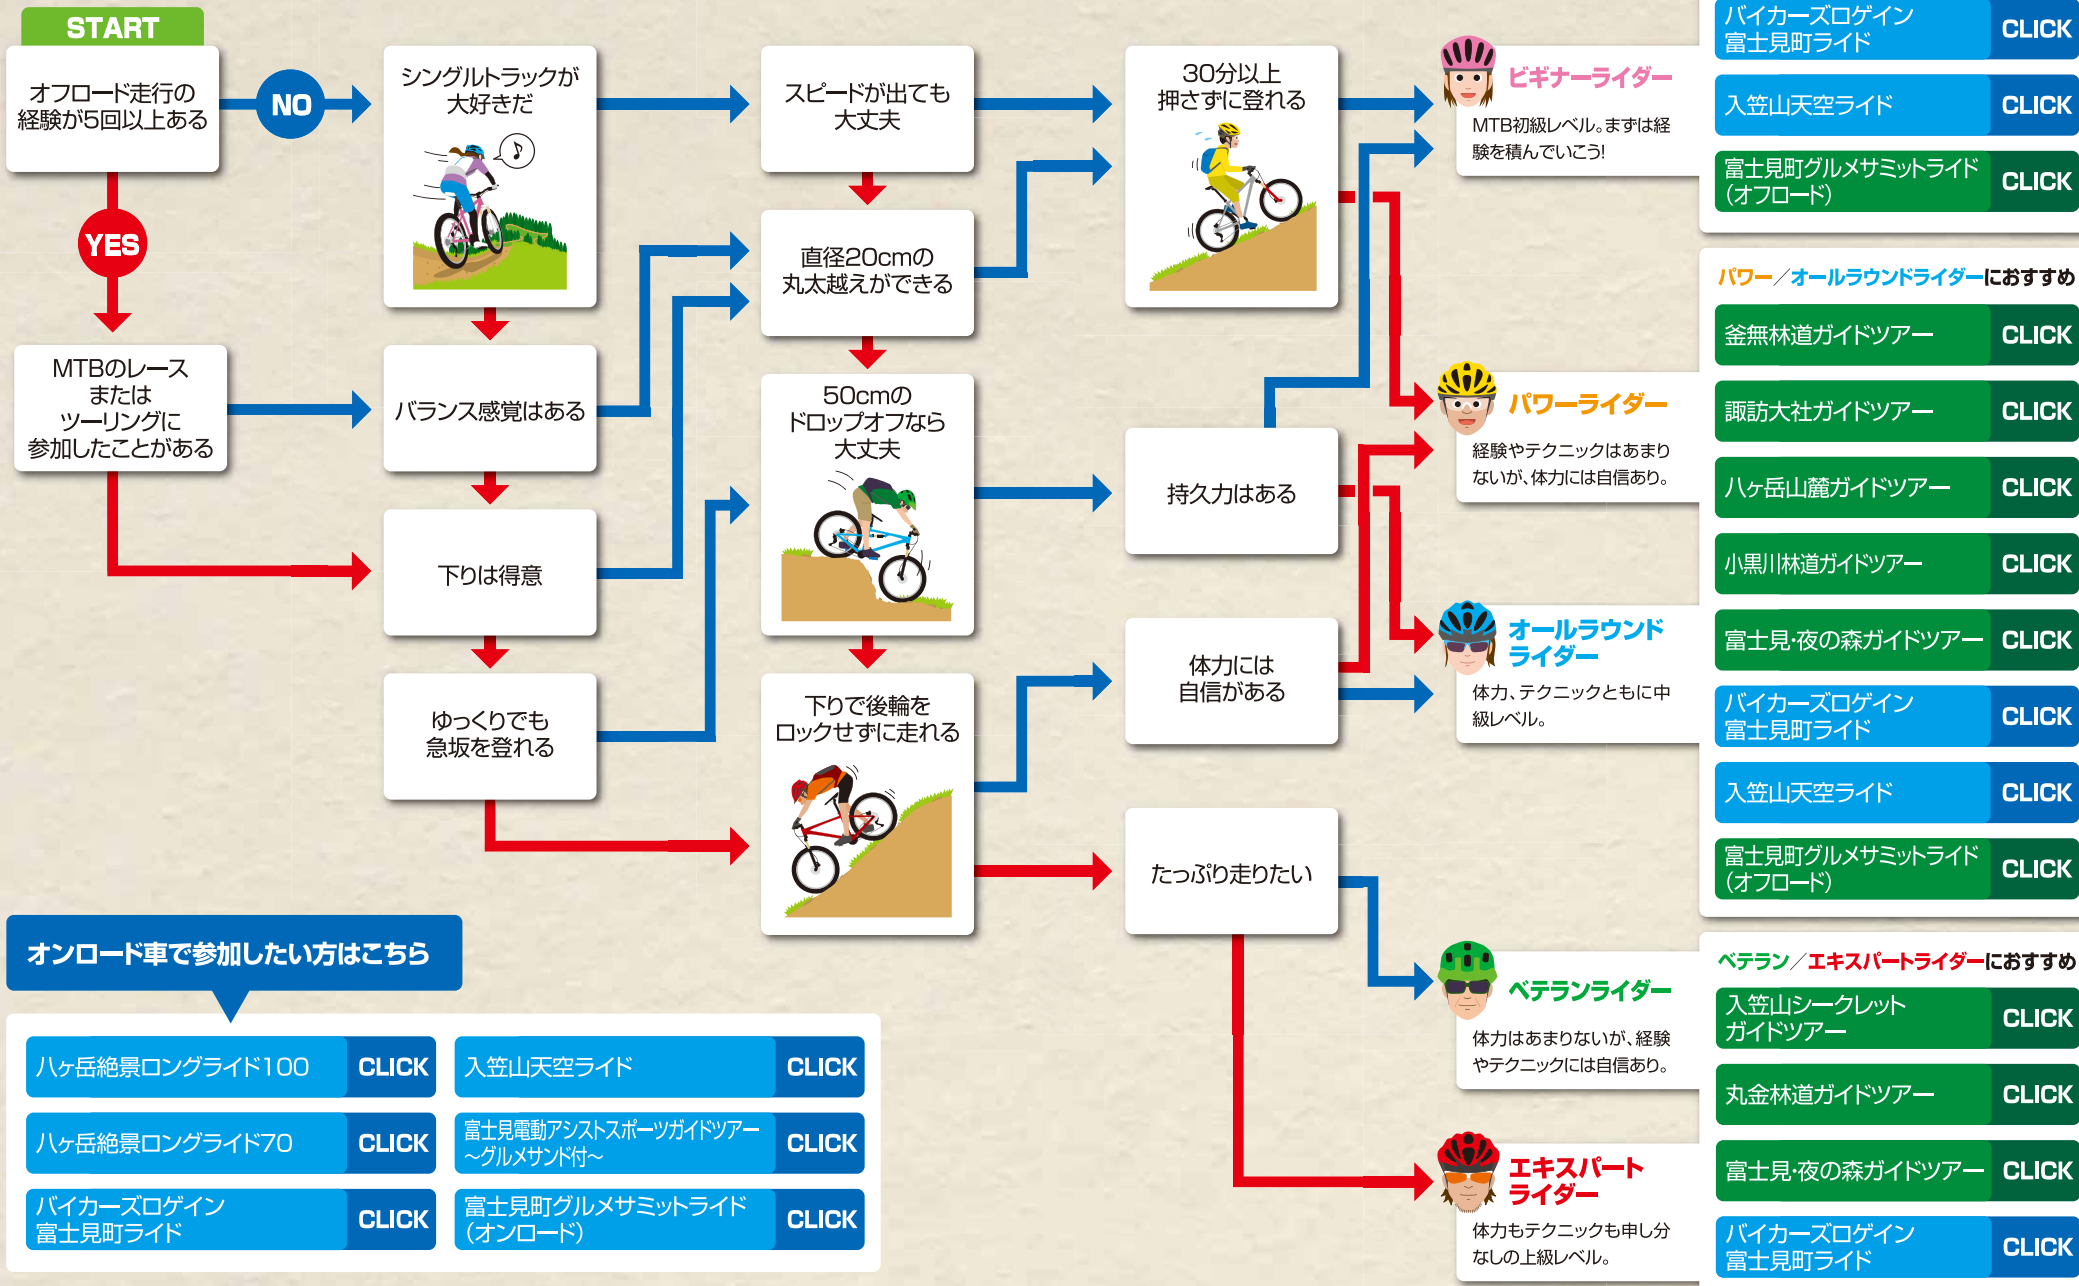 START
オフロード走行の
経験が5回以上ある
NO
YES
MTBのレース
または
ツーリングに
参加したことがある
シングルトラックが
大好きだ
バランス感覚はある
下りは得意
ゆっくりでも
急坂を登れる
スピードが出ても
大丈夫
直径20cmの
丸太越えができる
50cmの
ドロップオフなら
大丈夫
下りで後輪を
ロックせずに走れる
30分以上
押さずに登れる
持久力はある
体力には
自信がある
たっぷり走りたい
ビギナーライダー
MTB初級レベル。まずは経
験を積んでいこう!
パワーライダー
経験やテクニックはあまり
ないが、体力には自信あり。
オールラウンド
ライダー
体力、テクニックともに中
級レベル。
ベテランライダー
体力はあまりないが、経験
やテクニックには自信あり。
エキスパート
ライダー
体力もテクニックも申し分
なしの上級レベル。
バイカーズロゲイン
富士見町ライド
CLICK
入笠山天空ライド
CLICK
富士見町グルメサミットライド
(オフロード)
CLICK
パワー／オールラウンドライダーにおすすめ
釜無林道ガイドツアー
CLICK
諏訪大社ガイドツアー
CLICK
八ヶ岳山麓ガイドツアー
CLICK
小黒川林道ガイドツアー
CLICK
富士見・夜の森ガイドツアー
CLICK
バイカーズロゲイン
富士見町ライド
CLICK
入笠山天空ライド
CLICK
富士見町グルメサミットライド
(オフロード)
CLICK
ベテラン／エキスパートライダーにおすすめ
入笠山シークレット
ガイドツアー
CLICK
丸金林道ガイドツアー
CLICK
富士見・夜の森ガイドツアー
CLICK
バイカーズロゲイン
富士見町ライド
CLICK
オンロード車で参加したい方はこちら
八ヶ岳絶景ロングライド100
CLICK
入笠山天空ライド
CLICK
八ヶ岳絶景ロングライド70
CLICK
富士見電動アシストスポーツガイドツアー
～グルメサンド付～
CLICK
バイカーズロゲイン
富士見町ライド
CLICK
富士見町グルメサミットライド
(オンロード)
CLICK